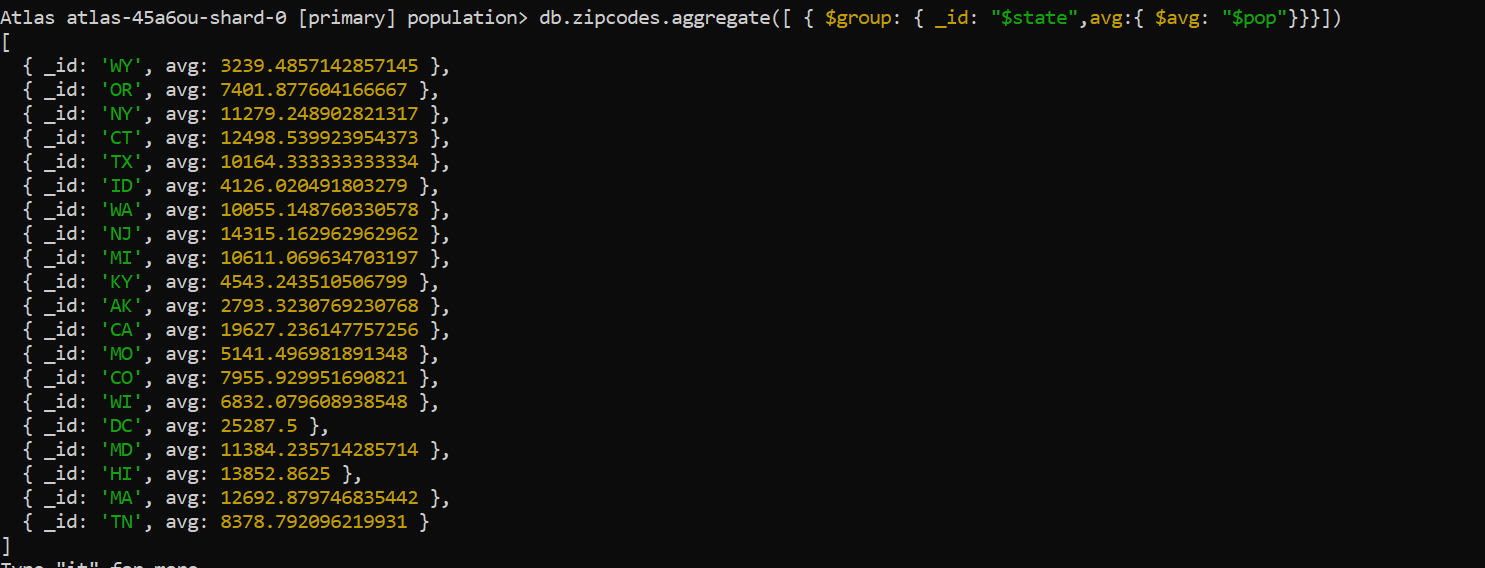 Atlas atlas-45a6ou-shard-0 [primary] population> db.zipcodes.aggregate([ { $group: { _id: "$state",avg:{ $avg: "$pop"}}}])
[
  { _id: 'WY', avg: 3239.4857142857145 },
  { _id: 'OR', avg: 7401.877604166667 },
  { _id: 'NY', avg: 11279.248902821317 },
  { _id: 'CT', avg: 12498.539923954373 },
  { _id: 'TX', avg: 10164.333333333334 },
  { _id: 'ID', avg: 4126.020491803279 },
  { _id: 'WA', avg: 10055.148760330578 },
  { _id: 'NJ', avg: 14315.162962962962 },
  { _id: 'MI', avg: 10611.069634703197 },
  { _id: 'KY', avg: 4543.243510506799 },
  { _id: 'AK', avg: 2793.3230769230768 },
  { _id: 'CA', avg: 19627.236147757256 },
  { _id: 'MO', avg: 5141.496981891348 },
  { _id: 'CO', avg: 7955.929951690821 },
  { _id: 'WI', avg: 6832.079608938548 },
  { _id: 'DC', avg: 25287.5 },
  { _id: 'MD', avg: 11384.235714285714 },
  { _id: 'HI', avg: 13852.8625 },
  { _id: 'MA', avg: 12692.879746835442 },
  { _id: 'TN', avg: 8378.792096219931 }
]
Type "it" for more